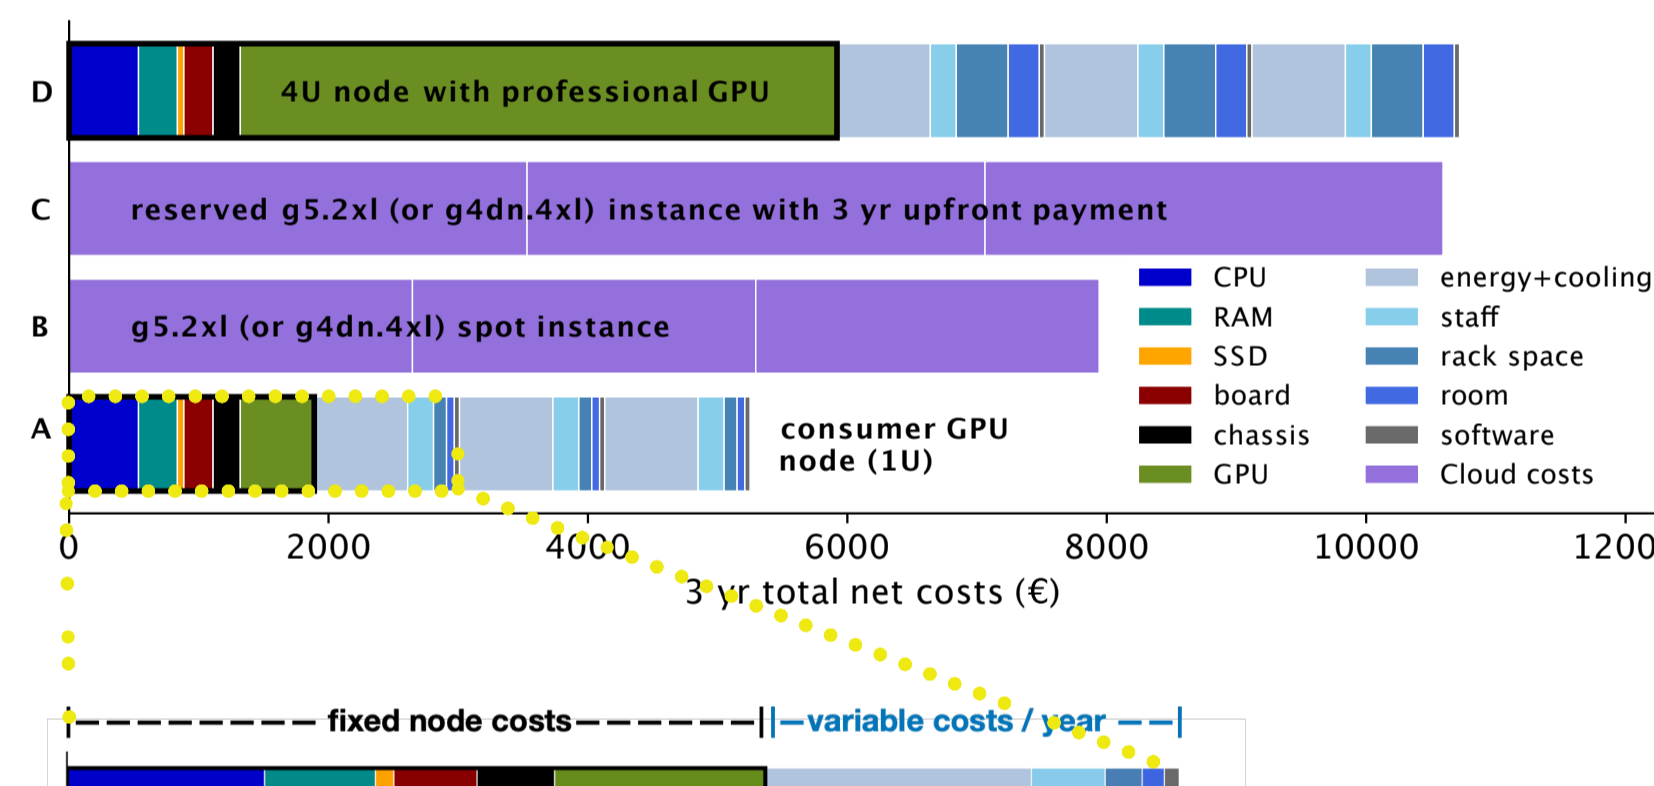 D
4U node with professional GPU
C
reserved g5.2xl (or g4dn.4xl) instance with 3 yr upfront payment
B
g5.2xl (or g4dn.4xl) spot instance
CPU
RAM
SSD
board
chassis
GPU
energy+cooling
staff
rack space
room
software
Cloud costs
A
consumer GPU
node (1U)
0 2000 4000 6000 8000 10000 1200
3 yr total net costs (€)
fixed node costs
variable costs / year